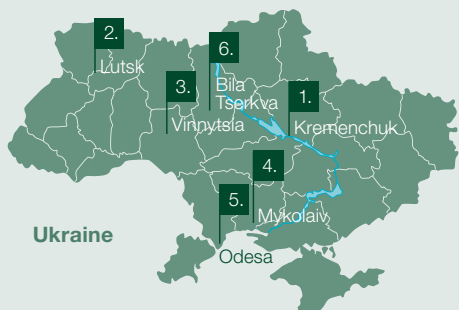 2.
Lutsk
6.
Bila
Tserkva
3.
Vinnytsia
1.
Kremenchuk
4.
Mykolaiv
5.
Odesa
Ukraine